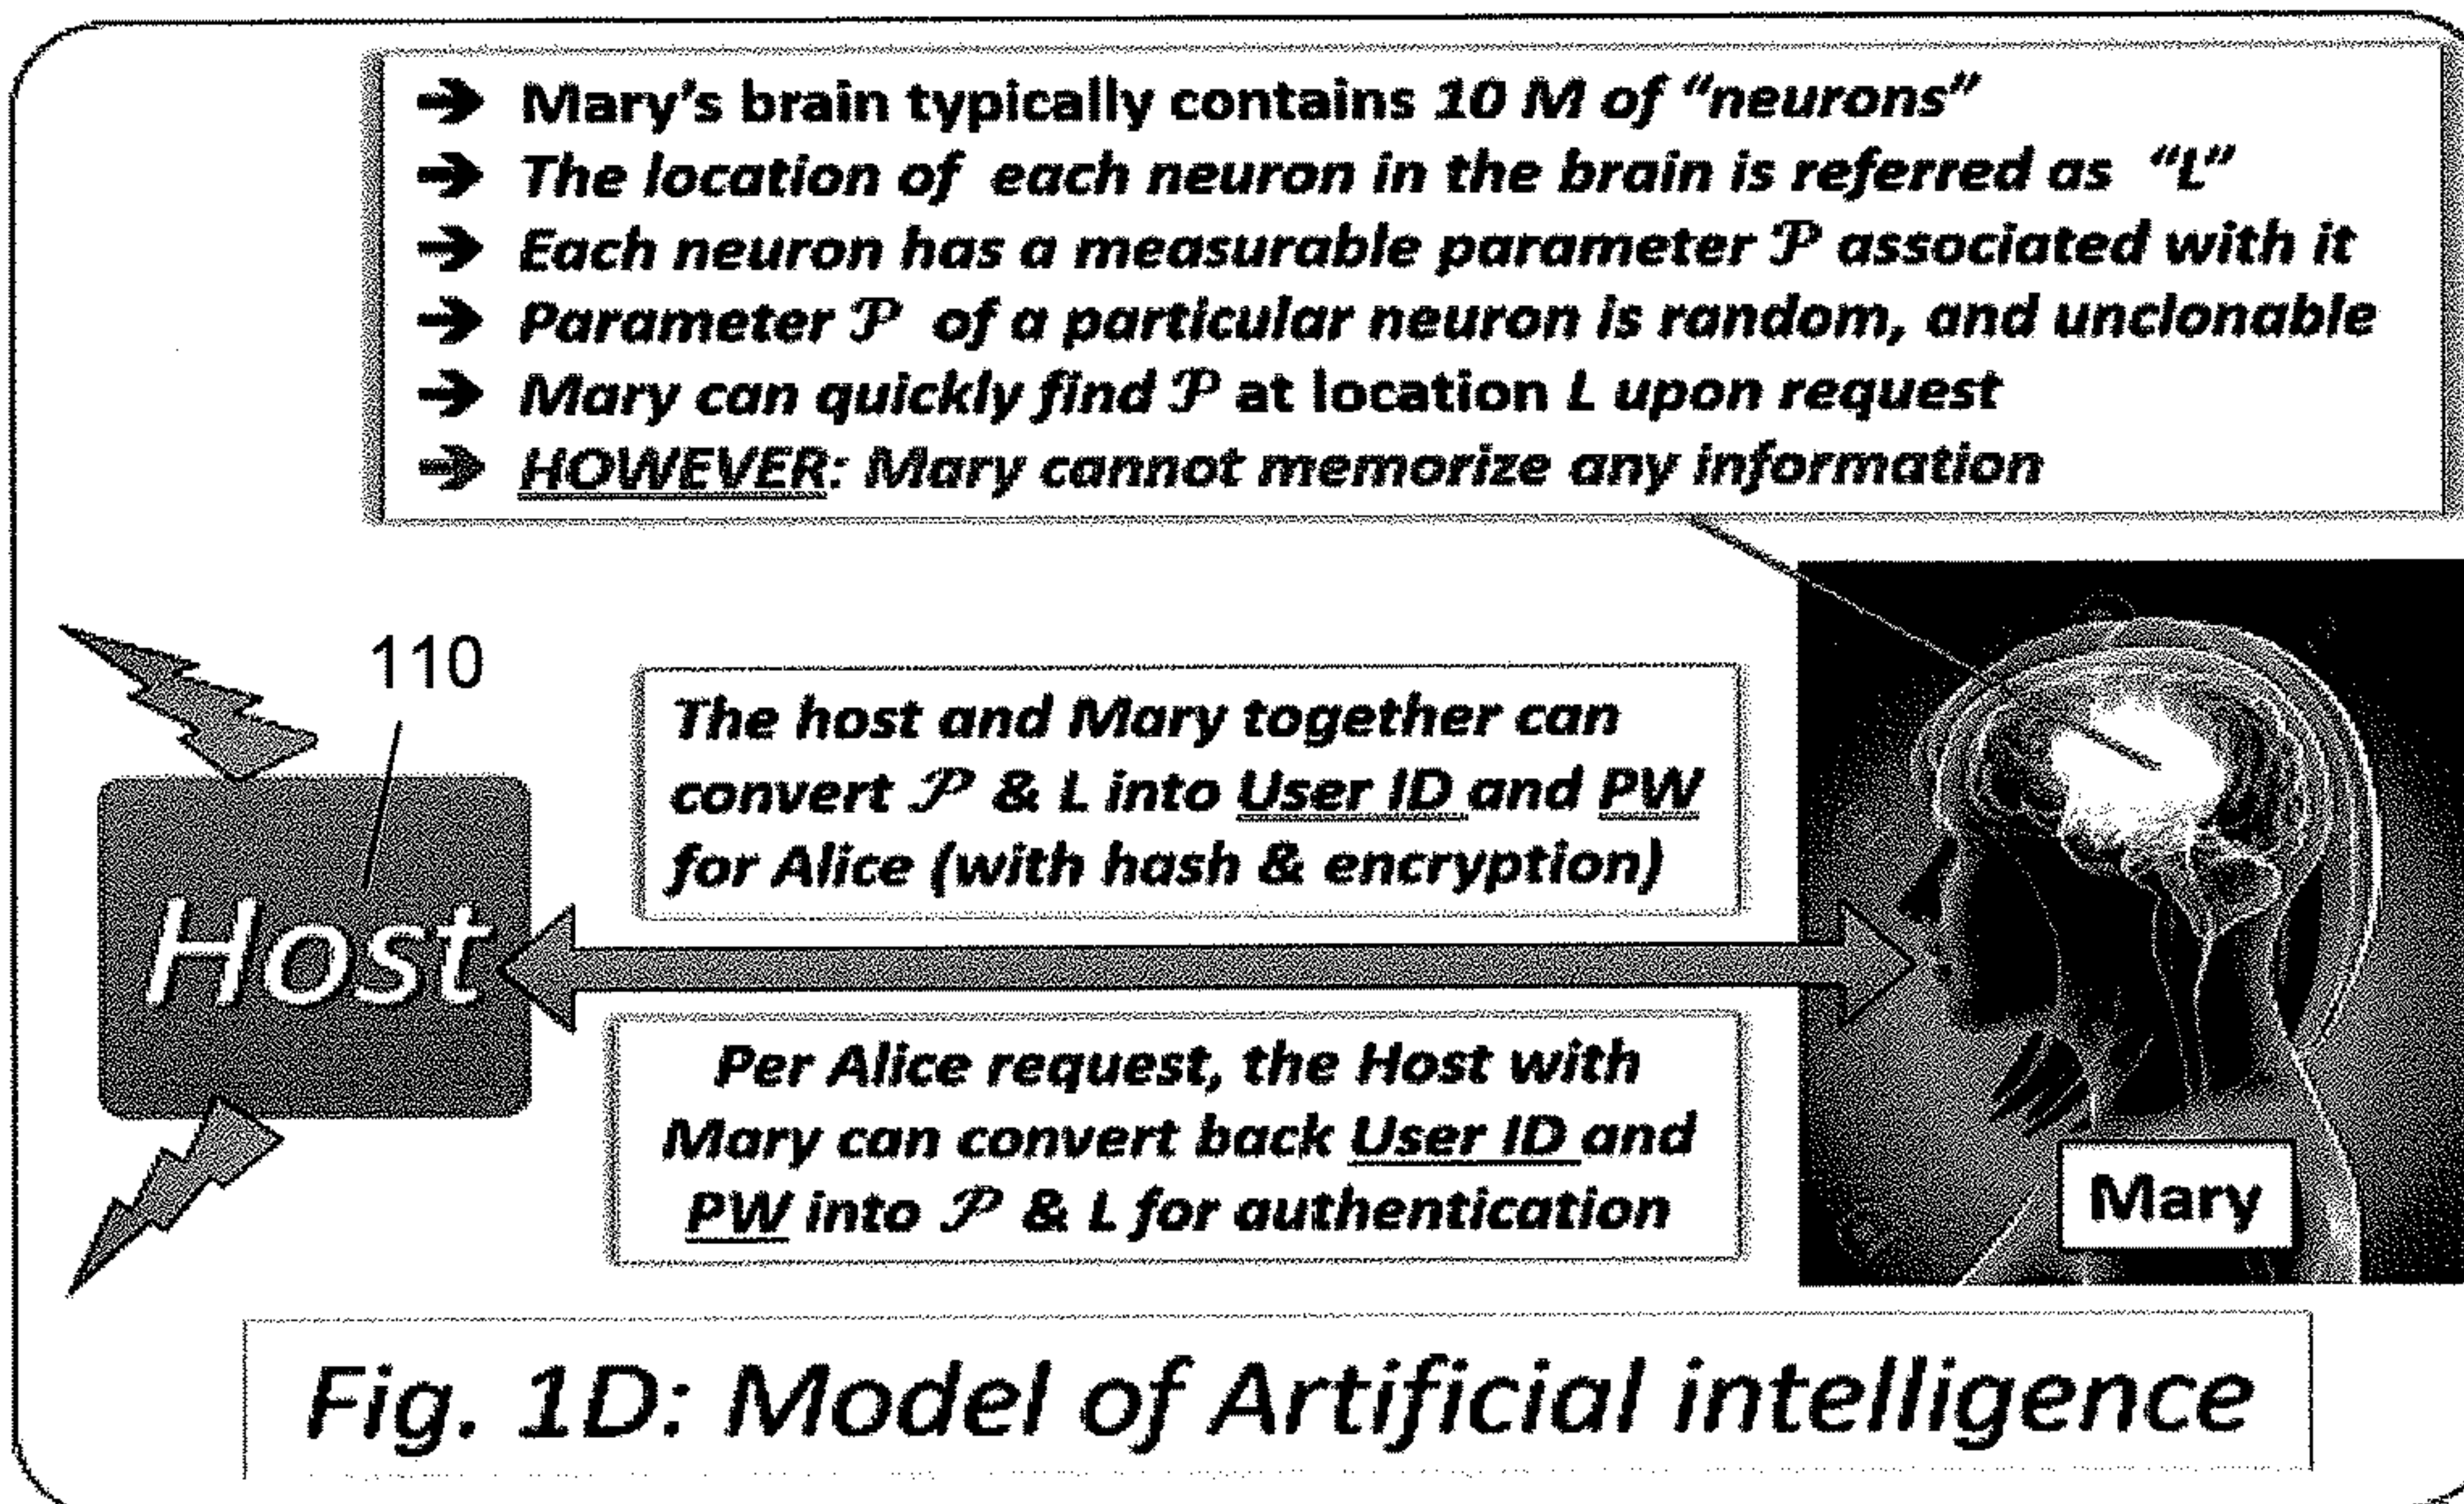 ➔ Mary's brain typically contains 10 M of “neurons”
➔ The location of each neuron in the brain is referred as “L”
➔ Each neuron has a measurable parameter 𝒫 associated with it
➔ Parameter 𝒫 of a particular neuron is random, and unclonable
➔ Mary can quickly find 𝒫 at location L upon request
➔ HOWEVER: Mary cannot memorize any information
110
Host
The host and Mary together can
convert 𝒫 & L into User ID and PW
for Alice (with hash & encryption)
Per Alice request, the Host with
Mary can convert back User ID and
PW into 𝒫 & L for authentication
Mary
Fig. 1D: Model of Artificial intelligence